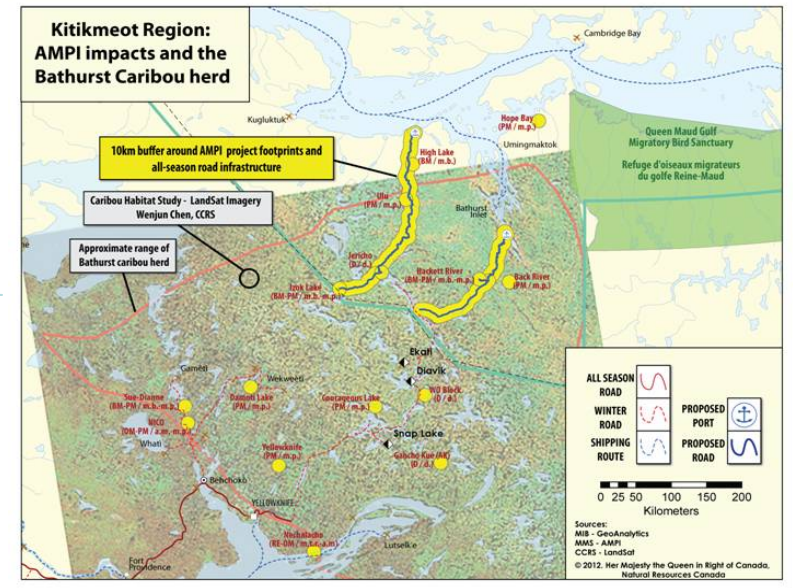 Kitikmeot Region:
AMPI impacts and the
Bathurst Caribou herd
Cambridge Bay
Kugluktuk
Hope Bay
(PM / m.p.)
Umingmaktok
Queen Maud Gulf
Migratory Bird Sanctuary
Refuge d'oiseaux migrateurs
du golfe Reine-Maud
10km buffer around AMPI project footprints and
all-season road infrastructure
High Lake
(BM / m.b.)
Caribou Habitat Study - LandSat Imagery
Wenjun Chen, CCRS
Ulu
(PM / m.p.)
Bathurst
Inlet
Approximate range of
Bathurst caribou herd
Jericho
(D / d.)
Izok Lake
(BM-PM / m.b.-m.p.)
Hackett River
(BM-PM / m.b.-m.p.)
Back River
(PM / m.p.)
Ekati
Diavik
Gamèti
Wekweètì
Sue-Dianne
(BM-PM / m.b.-m.p.)
Damoti Lake
(PM / m.p.)
Courageous Lake
(PM / m.p.)
WO Block
(D / d.)
NICO
Whatì
Snap Lake
Yellowknife
(PM / m.p.)
Gahcho Kue (AK)
(D / d.)
Behchoko
YELLOWKNIFE
Nechalacho
Lutselk'e
Fort
Providence
ALL SEASON
ROAD
WINTER
ROAD
SHIPPING
ROUTE
PROPOSED
PORT
PROPOSED
ROAD
0 25 50 100 150 200
Kilometers
Sources:
MIB - GeoAnalytics
MMS - AMPI
CCRS - LandSat
© 2012. Her Majesty the Queen in Right of Canada,
Natural Resources Canada